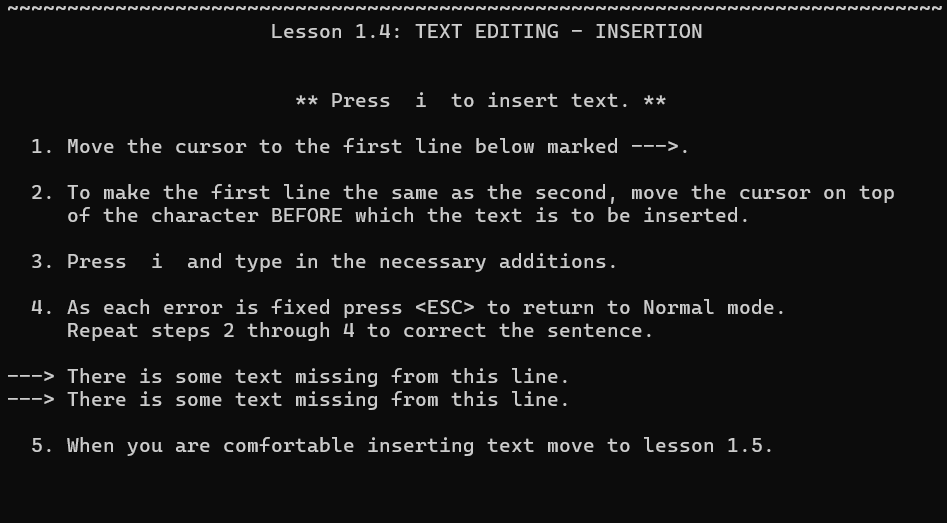 ~~~~~~~~~~~~~~~~~~~~~~~~~~~~~~~~~~~~~~~~~~~~~~~~~~~~~~~~~~~~~~~~~~~~~~~~~~~~~~
Lesson 1.4: TEXT EDITING - INSERTION
** Press  i  to insert text. **
1. Move the cursor to the first line below marked --->.
2. To make the first line the same as the second, move the cursor on top
of the character BEFORE which the text is to be inserted.
3. Press  i  and type in the necessary additions.
4. As each error is fixed press <ESC> to return to Normal mode.
Repeat steps 2 through 4 to correct the sentence.
---> There is some text missing from this line.
---> There is some text missing from this line.
5. When you are comfortable inserting text move to lesson 1.5.